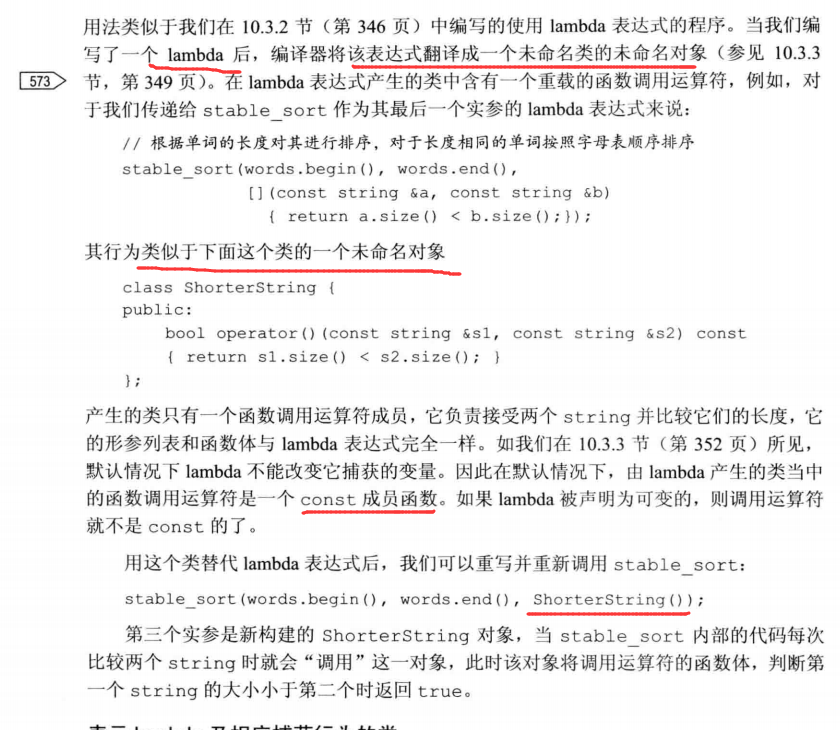 用法类似于我们在 10.3.2 节（第 346 页）中编写的使用 lambda 表达式的程序。当我们编
写了一个 lambda 后，编译器将该表达式翻译成一个未命名类的未命名对象（参见 10.3.3
573 节，第 349 页）。在 lambda 表达式产生的类中含有一个重载的函数调用运算符，例如，对
于我们传递给 stable_sort 作为其最后一个实参的 lambda 表达式来说：
// 根据单词的长度对其进行排序，对于长度相同的单词按照字母表顺序排序
stable_sort(words.begin(), words.end(),
[](const string &a, const string &b)
{ return a.size() < b.size();});
其行为类似于下面这个类的一个未命名对象
class ShorterString {
public:
bool operator()(const string &s1, const string &s2) const
{ return s1.size() < s2.size(); }
};
产生的类只有一个函数调用运算符成员，它负责接受两个 string 并比较它们的长度，它
的形参列表和函数体与 lambda 表达式完全一样。如我们在 10.3.3 节（第 352 页）所见，
默认情况下 lambda 不能改变它捕获的变量。因此在默认情况下，由 lambda 产生的类当中
的函数调用运算符是一个 const 成员函数。如果 lambda 被声明为可变的，则调用运算符
就不是 const 的了。
用这个类替代 lambda 表达式后，我们可以重写并重新调用 stable_sort：
stable_sort(words.begin(), words.end(), ShorterString());
第三个实参是新构建的 ShorterString 对象，当 stable_sort 内部的代码每次
比较两个 string 时就会“调用”这一对象，此时该对象将调用运算符的函数体，判断第
一个 string 的大小小于第二个时返回 true。